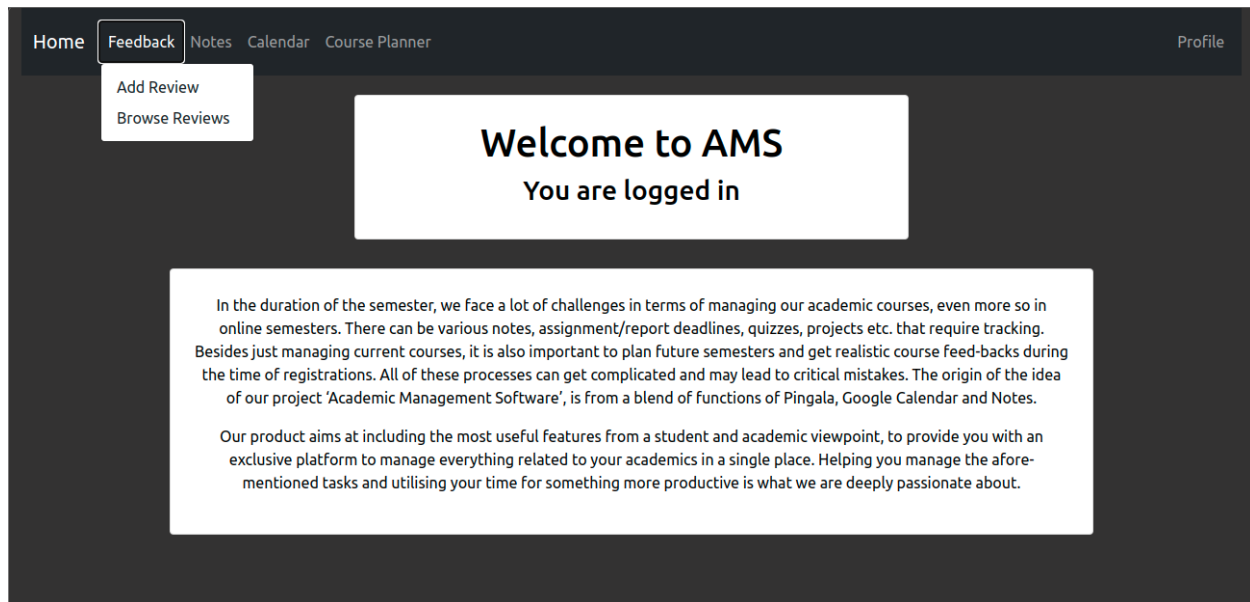 Home Feedback Notes Calendar Course Planner Profile
Add Review
Browse Reviews
Welcome to AMS
You are logged in
In the duration of the semester, we face a lot of challenges in terms of managing our academic courses, even more so in
online semesters. There can be various notes, assignment/report deadlines, quizzes, projects etc. that require tracking.
Besides just managing current courses, it is also important to plan future semesters and get realistic course feed-backs during
the time of registrations. All of these processes can get complicated and may lead to critical mistakes. The origin of the idea
of our project ‘Academic Management Software’, is from a blend of functions of Pingala, Google Calendar and Notes.
Our product aims at including the most useful features from a student and academic viewpoint, to provide you with an
exclusive platform to manage everything related to your academics in a single place. Helping you manage the afore-
mentioned tasks and utilising your time for something more productive is what we are deeply passionate about.